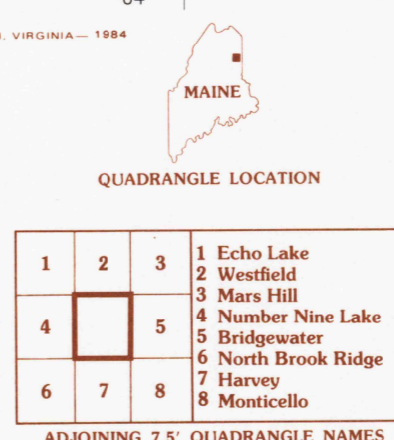 VIRGINIA— 1984
MAINE
QUADRANGLE LOCATION
1 2 3
4 5
6 7 8
1 Echo Lake
2 Westfield
3 Mars Hill
4 Number Nine Lake
5 Bridgewater
6 North Brook Ridge
7 Harvey
8 Monticello
ADJOINING 7.5′ QUADRANGLE NAMES